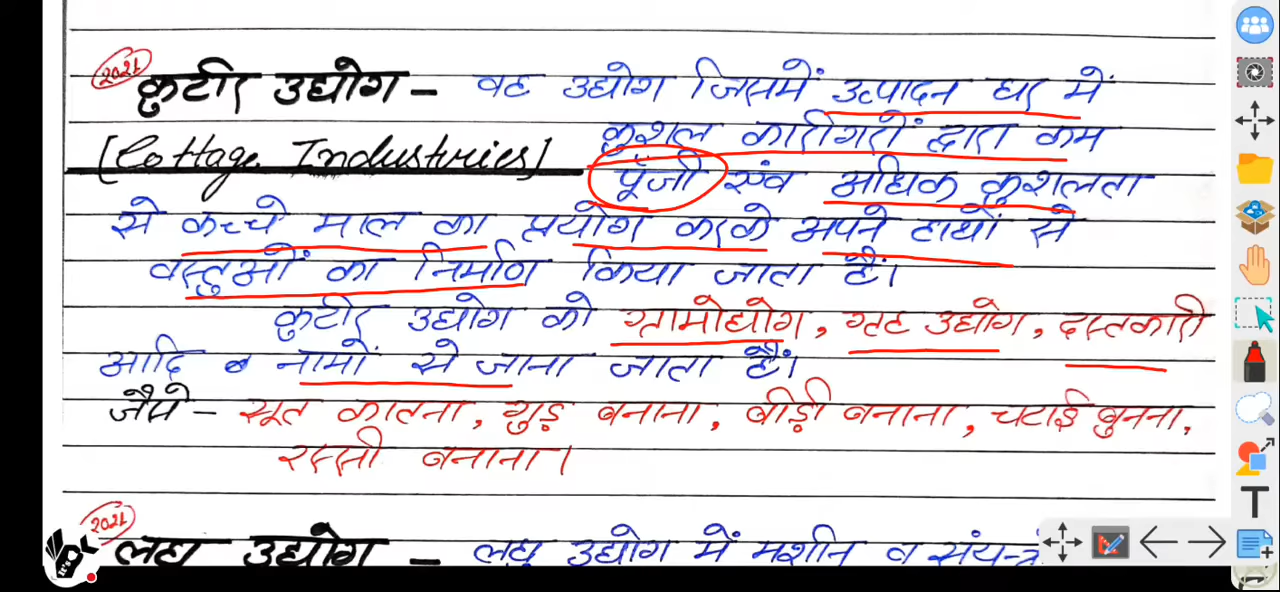 2021
कुटीर उद्योग – वह उद्योग जिसमें उत्पादन घर में
[Cottage Industries] कुशल कारीगरों द्वारा कम
पूँजी एंव अधिक कुशलता
से कच्चे माल का प्रयोग करके अपने हाथों से
वस्तुओं का निर्माण किया जाता हैं।
कुटीर उद्योग को ग्रामोद्योग, गृह उद्योग, दस्तकारी
आदि नामों से जाना जाता हैं।
जैसे – सूत कातना, गुड़ बनाना, बीड़ी बनाना, चटाई बुनना,
रस्सी बनाना।
2021
लघु उद्योग – लघु उद्योग में मशीन व संयन्त्र
T